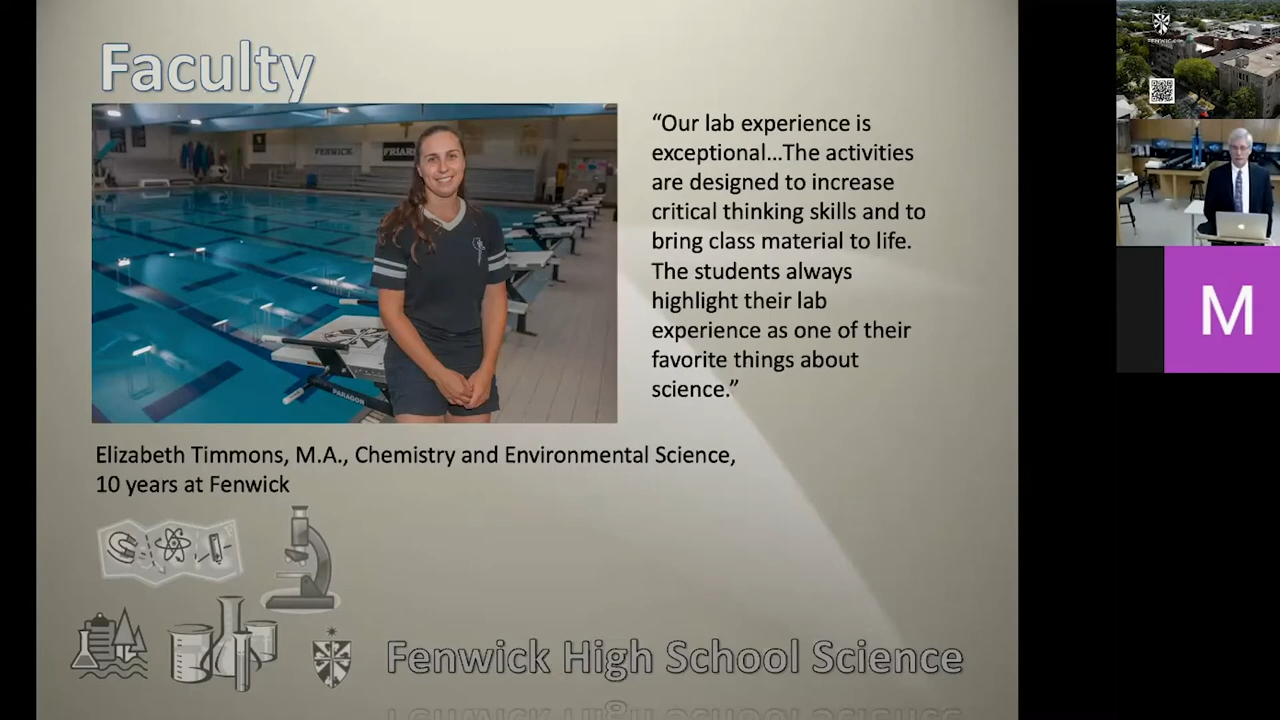 Faculty
FENWICK
FRIARS
PARAGON
“Our lab experience is
exceptional...The activities
are designed to increase
critical thinking skills and to
bring class material to life.
The students always
highlight their lab
experience as one of their
favorite things about
science.”
Elizabeth Timmons, M.A., Chemistry and Environmental Science,
10 years at Fenwick
Fenwick High School Science
FENWICK
M